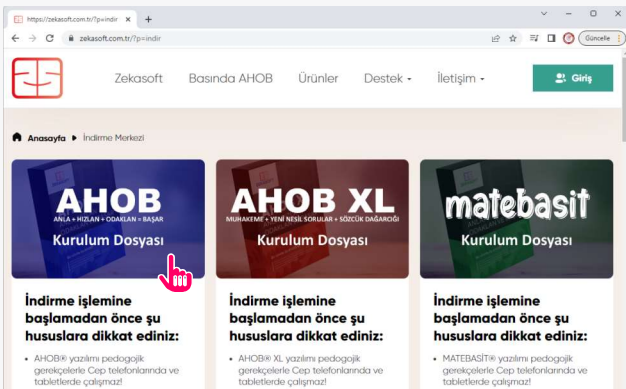 https://zekasoft.com.tr/?p=indir
zekasoft.com.tr/?p=indir
Güncelle
Zekasoft Basında AHOB Ürünler Destek İletişim Giriş
Anasayfa İndirme Merkezi
AHOB
ANLA + HIZLAN + ODAKLAN = BAŞAR
Kurulum Dosyası
AHOB XL
MUHAKEME + YENİ NESİL SORULAR + SÖZCÜK DAĞARCIĞI
Kurulum Dosyası
matebasit
Kurulum Dosyası
İndirme işlemine
başlamadan önce şu
hususlara dikkat ediniz:
• AHOB® yazılımı pedogojik
gerekçelerle Cep telefonlarında ve
tabletlerde çalışmaz!
İndirme işlemine
başlamadan önce şu
hususlara dikkat ediniz:
• AHOB® XL yazılımı pedogojik
gerekçelerle Cep telefonlarında ve
tabletlerde çalışmaz!
İndirme işlemine
başlamadan önce şu
hususlara dikkat ediniz:
• MATEBASİT® yazılımı pedogojik
gerekçelerle Cep telefonlarında ve
tabletlerde çalışmaz!